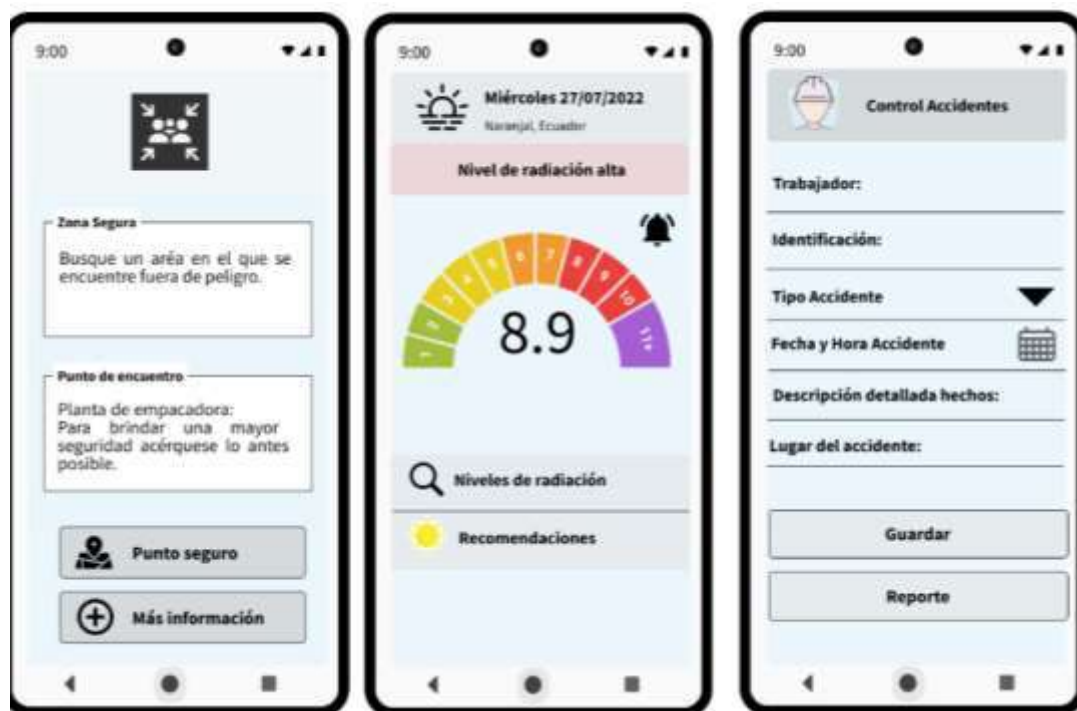 9:00
Zona Segura
Busque un aréa en el que se
encuentre fuera de peligro.
Punto de encuentro
Planta de empacadora:
Para brindar una mayor
seguridad acérquese lo antes
posible.
Punto seguro
Más información
9:00
Miércoles 27/07/2022
Naranjal, Ecuador
Nivel de radiación alta
1 2 3 4 5 6 7 8 9 10 11+
8.9
Niveles de radiación
Recomendaciones
9:00
Control Accidentes
Trabajador:
Identificación:
Tipo Accidente
Fecha y Hora Accidente
Descripción detallada hechos:
Lugar del accidente:
Guardar
Reporte